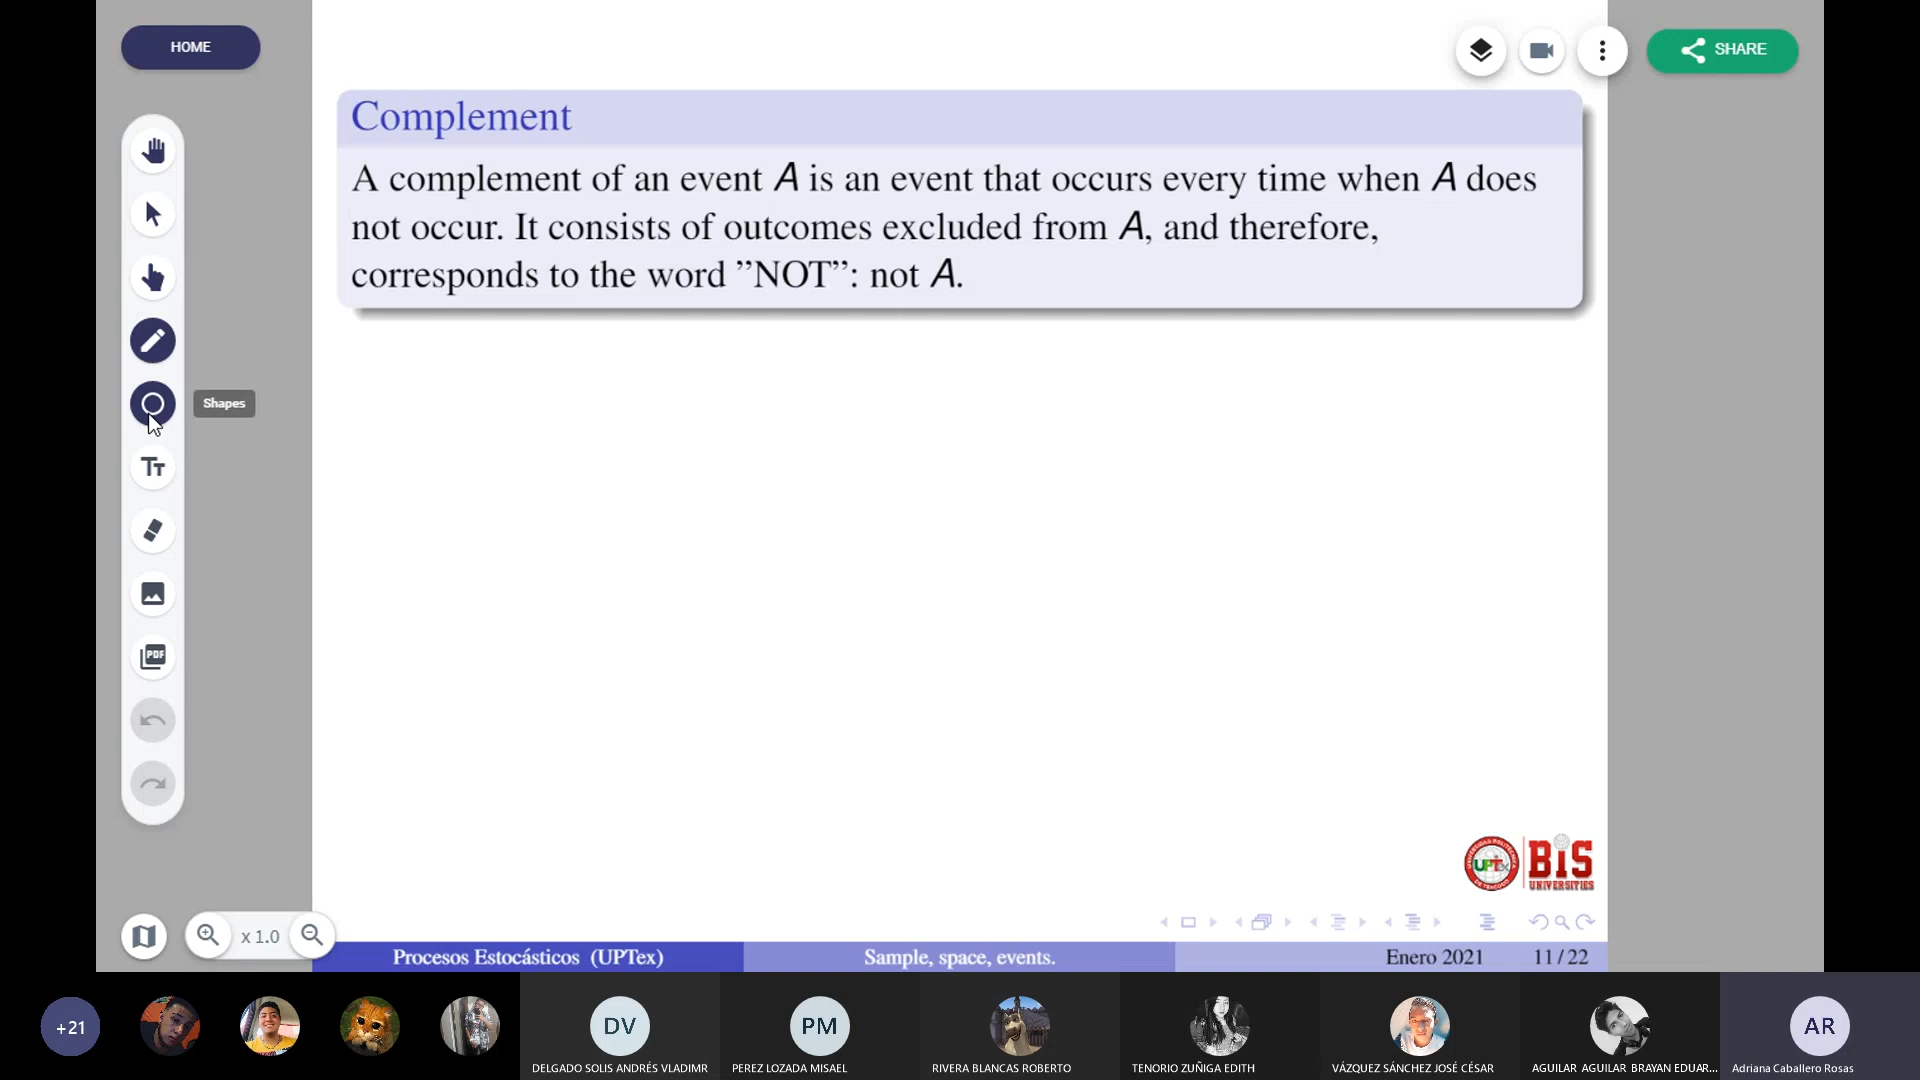 HOME
SHARE
Complement
A complement of an event A is an event that occurs every time when A does
not occur. It consists of outcomes excluded from A, and therefore,
corresponds to the word ”NOT”: not A.
Shapes
PDF
x 1.0
UPTex
BIS
UNIVERSITIES
Procesos Estocásticos (UPTex)
Sample, space, events.
Enero 2021
11 / 22
+21
DV
PM
AR
DELGADO SOLIS ANDRÉS VLADIMR
PEREZ LOZADA MISAEL
RIVERA BLANCAS ROBERTO
TENORIO ZUÑIGA EDITH
VÁZQUEZ SÁNCHEZ JOSÉ CÉSAR
AGUILAR AGUILAR BRAYAN EDUAR...
Adriana Caballero Rosas